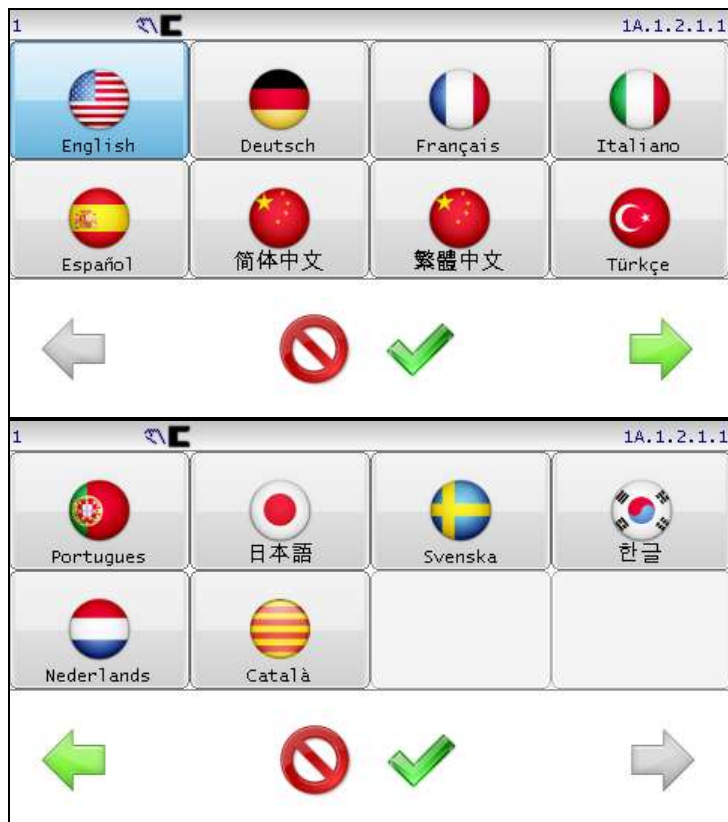 1 1A.1.2.1.1
English Deutsch Français Italiano
Español 简体中文 繁體中文 Türkçe
1 1A.1.2.1.1
Portugues 日本語 Svenska 한글
Nederlands Català